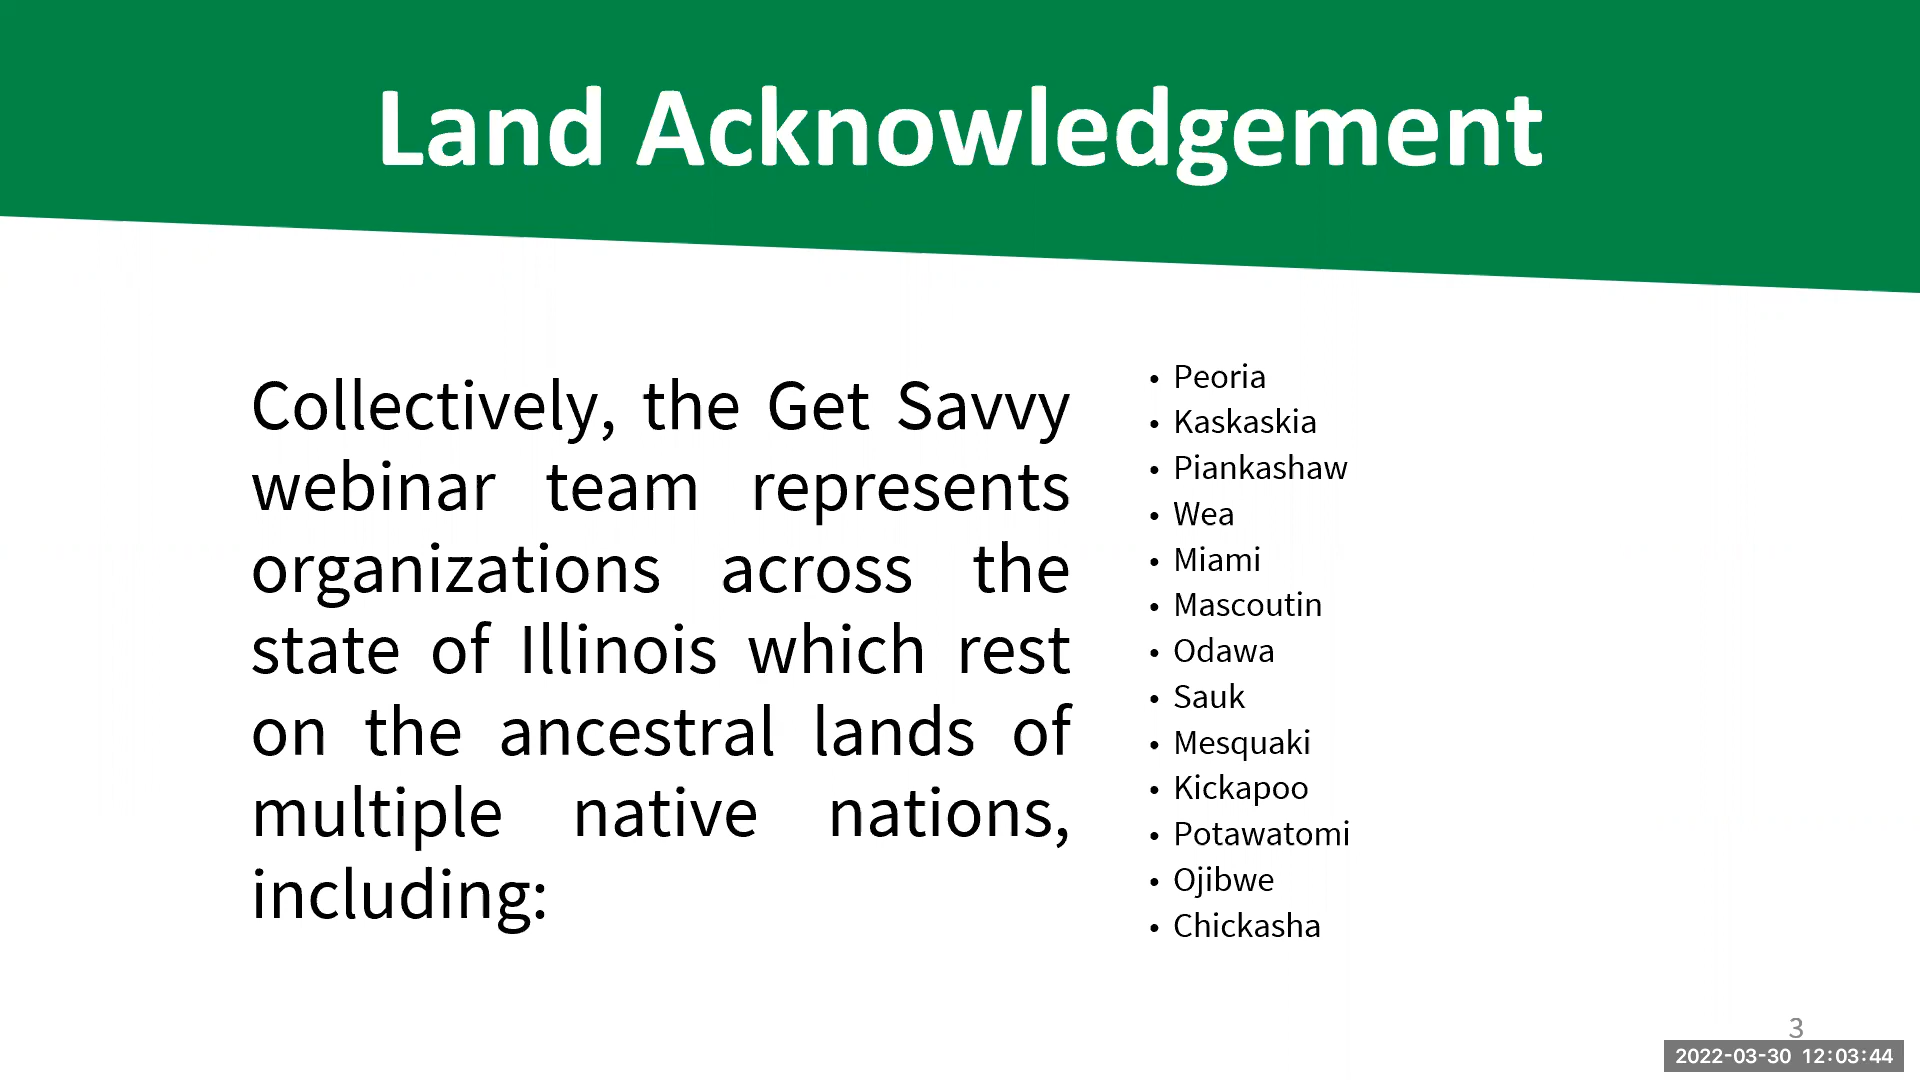 Land Acknowledgement
Collectively, the Get Savvy
webinar team represents
organizations across the
state of Illinois which rest
on the ancestral lands of
multiple native nations,
including:
• Peoria
• Kaskaskia
• Piankashaw
• Wea
• Miami
• Mascoutin
• Odawa
• Sauk
• Mesquaki
• Kickapoo
• Potawatomi
• Ojibwe
• Chickasha
3
2022-03-30 12:03:44